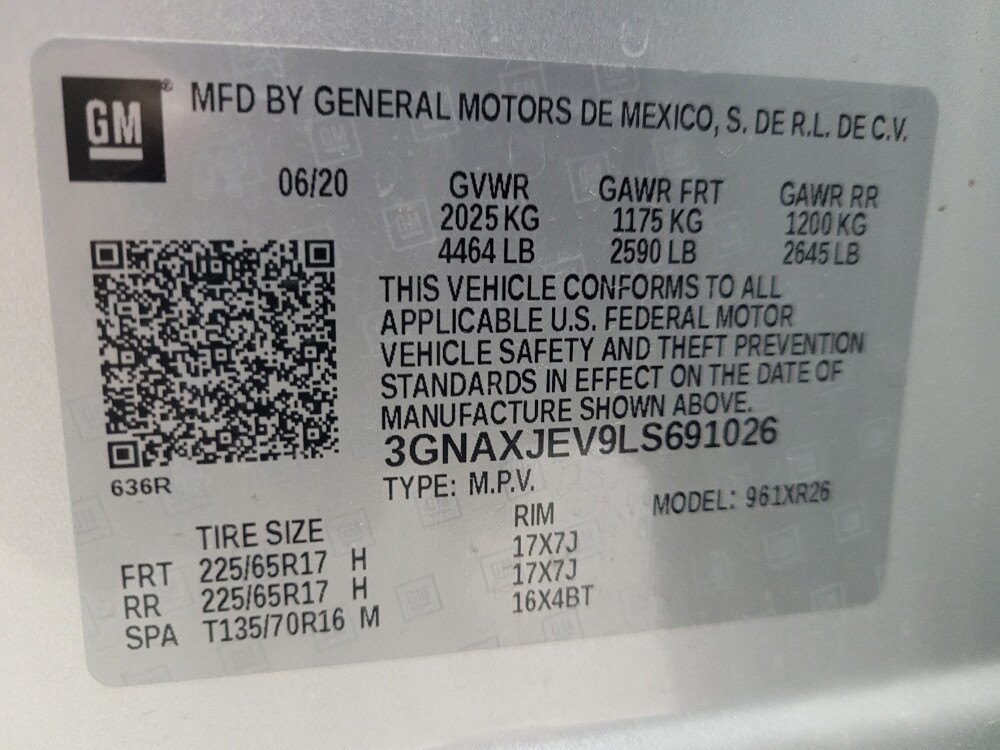 GM
MFD BY GENERAL MOTORS DE MEXICO, S. DE R.L. DE C.V.
06/20 GVWR GAWR FRT GAWR RR
2025 KG 1175 KG 1200 KG
4464 LB 2590 LB 2645 LB
THIS VEHICLE CONFORMS TO ALL
APPLICABLE U.S. FEDERAL MOTOR
VEHICLE SAFETY AND THEFT PREVENTION
STANDARDS IN EFFECT ON THE DATE OF
MANUFACTURE SHOWN ABOVE.
3GNAXJEV9LS691026
636R
TYPE: M.P.V. MODEL: 961XR26
TIRE SIZE RIM
FRT 225/65R17 H 17X7J
RR 225/65R17 H 17X7J
SPA T135/70R16 M 16X4BT